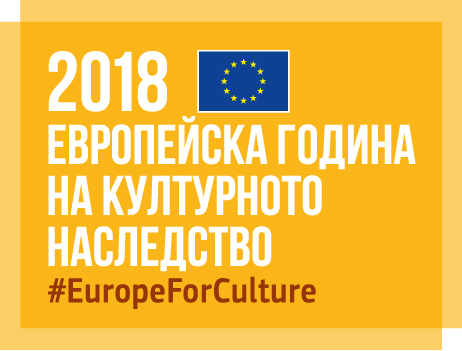 2018
ЕВРОПЕЙСКА ГОДИНА
НА КУЛТУРНОТО
НАСЛЕДСТВО
#EuropeForCulture